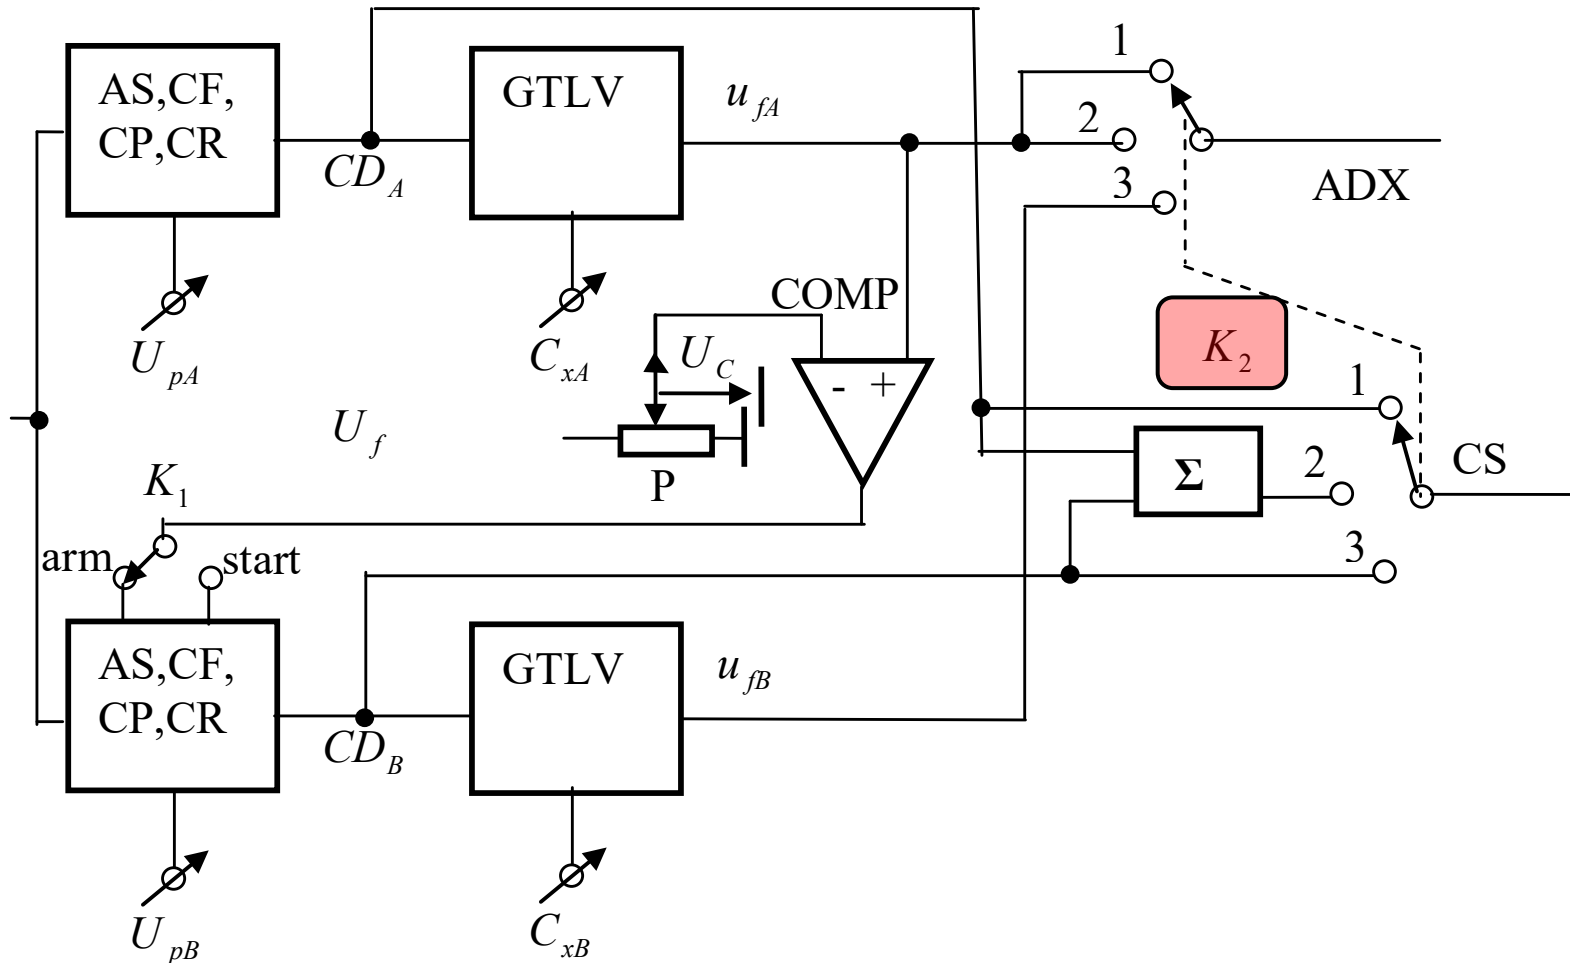 AS,CF,
CP,CR
CD_A
U_pA
GTLV
u_fA
C_xA
1
2
3
ADX
COMP
U_C
- +
P
U_f
K_2
1
2
3
CS
Σ
K_1
arm
start
AS,CF,
CP,CR
CD_B
U_pB
GTLV
u_fB
C_xB